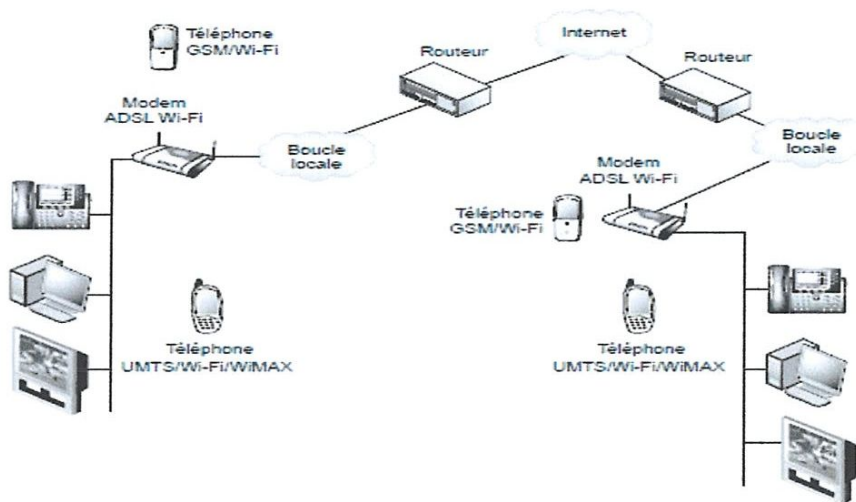 Téléphone
GSM/Wi-Fi
Routeur
Internet
Routeur
Modem
ADSL Wi-Fi
Boucle
locale
Boucle
locale
Modem
ADSL Wi-Fi
Téléphone
GSM/Wi-Fi
Téléphone
UMTS/Wi-Fi/WiMAX
Téléphone
UMTS/Wi-Fi/WiMAX